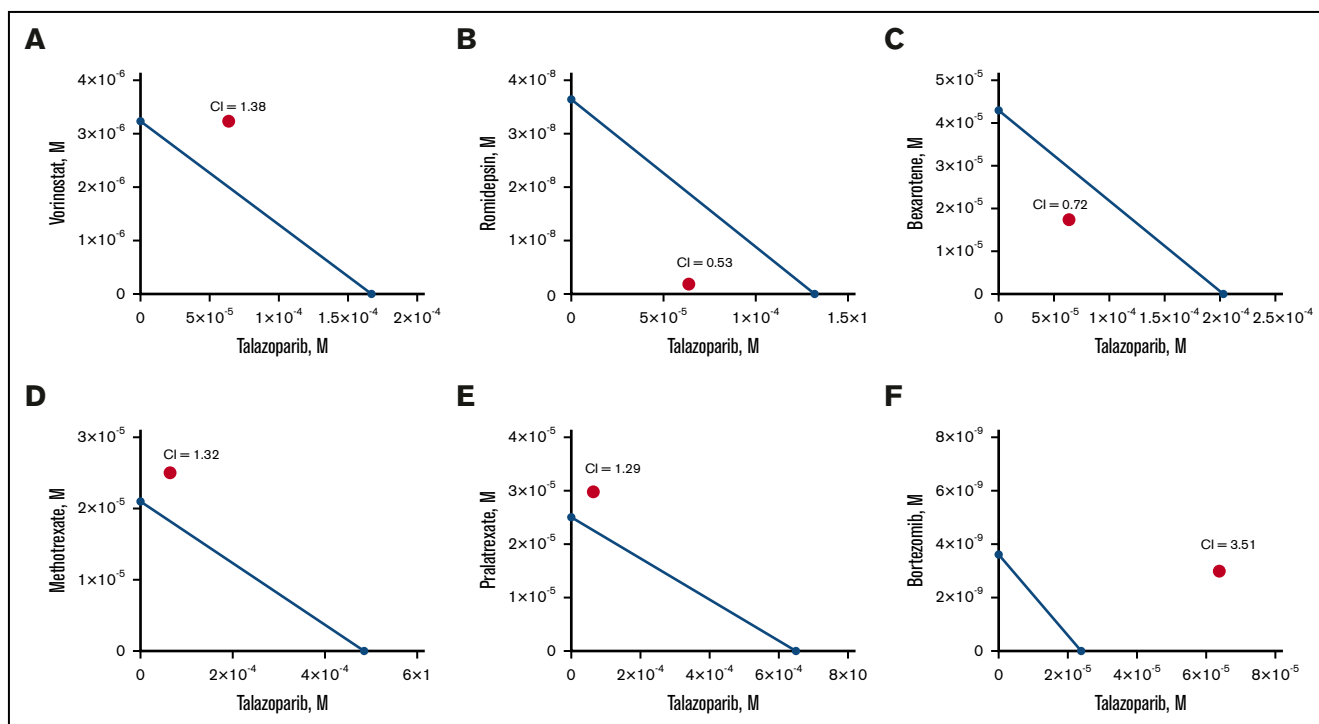 A
Vorinostat, M
4×10⁻⁶
3×10⁻⁶
2×10⁻⁶
1×10⁻⁶
0
CI = 1.38
0 5×10⁻⁵ 1×10⁻⁴ 1.5×10⁻⁴ 2×10⁻⁴
Talazoparib, M
B
Romidepsin, M
4×10⁻⁸
3×10⁻⁸
2×10⁻⁸
1×10⁻⁸
0
CI = 0.53
0 5×10⁻⁵ 1×10⁻⁴ 1.5×1
Talazoparib, M
C
Bexarotene, M
5×10⁻⁵
4×10⁻⁵
3×10⁻⁵
2×10⁻⁵
1×10⁻⁵
0
CI = 0.72
0 5×10⁻⁵ 1×10⁻⁴ 1.5×10⁻⁴ 2×10⁻⁴ 2.5×10⁻⁴
Talazoparib, M
D
Methotrexate, M
3×10⁻⁵
2×10⁻⁵
1×10⁻⁵
0
CI = 1.32
0 2×10⁻⁴ 4×10⁻⁴ 6×1
Talazoparib, M
E
Pralatrexate, M
4×10⁻⁵
3×10⁻⁵
2×10⁻⁵
1×10⁻⁵
0
CI = 1.29
0 2×10⁻⁴ 4×10⁻⁴ 6×10⁻⁴ 8×10
Talazoparib, M
F
Bortezomib, M
8×10⁻⁹
6×10⁻⁹
4×10⁻⁹
2×10⁻⁹
0
CI = 3.51
0 2×10⁻⁵ 4×10⁻⁵ 6×10⁻⁵ 8×10⁻⁵
Talazoparib, M